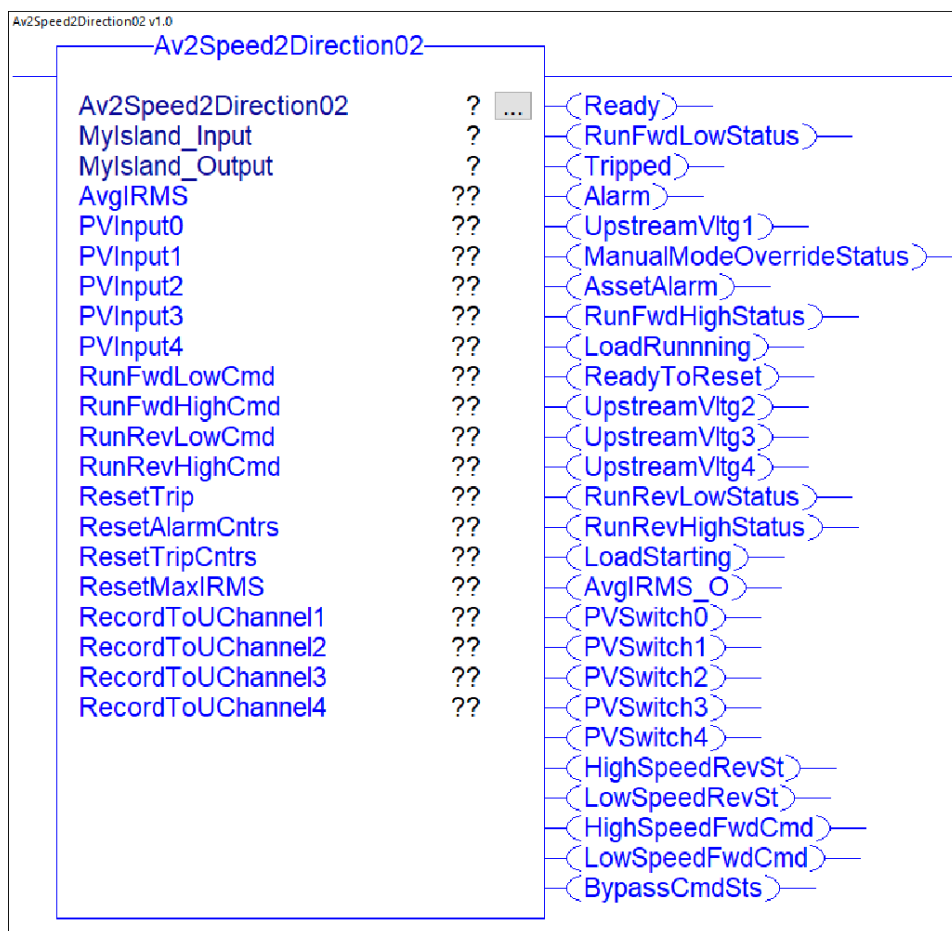 Av2Speed2Direction02 v1.0
Av2Speed2Direction02
Av2Speed2Direction02 ? ... Ready
MyIsland_Input ? RunFwdLowStatus
MyIsland_Output ? Tripped
AvgIRMS ?? Alarm
PVInput0 ?? UpstreamVltg1
PVInput1 ?? ManualModeOverrideStatus
PVInput2 ?? AssetAlarm
PVInput3 ?? RunFwdHighStatus
PVInput4 ?? LoadRunnning
RunFwdLowCmd ?? ReadyToReset
RunFwdHighCmd ?? UpstreamVltg2
RunRevLowCmd ?? UpstreamVltg3
RunRevHighCmd ?? UpstreamVltg4
ResetTrip ?? RunRevLowStatus
ResetAlarmCntrs ?? RunRevHighStatus
ResetTripCntrs ?? LoadStarting
ResetMaxIRMS ?? AvgIRMS_O
RecordToUChannel1 ?? PVSwitch0
RecordToUChannel2 ?? PVSwitch1
RecordToUChannel3 ?? PVSwitch2
RecordToUChannel4 ?? PVSwitch3
PVSwitch4
HighSpeedRevSt
LowSpeedRevSt
HighSpeedFwdCmd
LowSpeedFwdCmd
BypassCmdSts